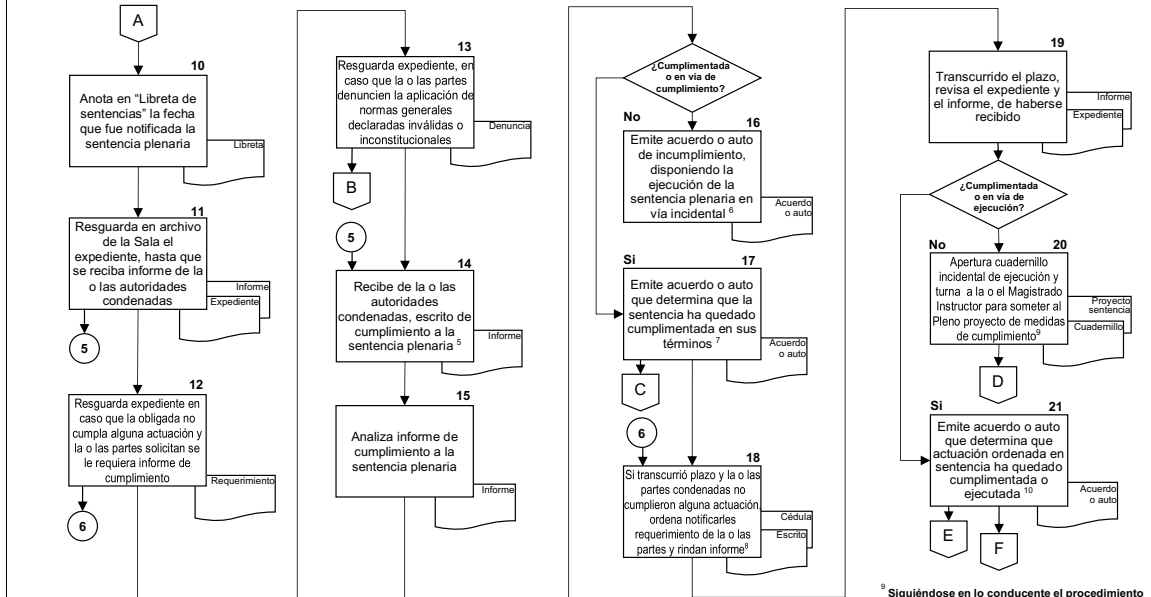 A
10
Anota en “Libreta de
sentencias” la fecha
que fue notificada la
sentencia plenaria
Libreta
11
Resguarda en archivo
de la Sala el
expediente, hasta que
se reciba informe de la
o las autoridades
condenadas
Informe
Expediente
5
12
Resguarda expediente en
caso que la obligada no
cumpla alguna actuación y
la o las partes solicitan se
le requiera informe de
cumplimiento
Requerimiento
6
13
Resguarda expediente, en
caso que la o las partes
denuncien la aplicación de
normas generales
declaradas inválidas o
inconstitucionales
Denuncia
B
5
14
Recibe de la o las
autoridades
condenadas, escrito de
cumplimiento a la
sentencia plenaria 5
Informe
15
Analiza informe de
cumplimiento a la
sentencia plenaria
Informe
¿Cumplimentada
o en vía de
cumplimiento?
No
16
Emite acuerdo o auto
de incumplimiento,
disponiendo la
ejecución de la
sentencia plenaria en
vía incidental 6
Acuerdo
o auto
Si
17
Emite acuerdo o auto
que determina que la
sentencia ha quedado
cumplimentada en sus
términos 7
Acuerdo
o auto
C
6
18
Si transcurrió plazo y la o las
partes condenadas no
cumplieron alguna actuación,
ordena notificarles
requerimiento de la o las
partes y rindan informe8
Cédula
Escrito
19
Transcurrido el plazo,
revisa el expediente y
el informe, de haberse
recibido
Informe
Expediente
¿Cumplimentada
o en vía de
ejecución?
No
20
Apertura cuadernillo
incidental de ejecución y
turna a la o el Magistrado
Instructor para someter al
Pleno proyecto de medidas
de cumplimiento9
Proyecto
sentencia
Cuadernillo
D
Si
21
Emite acuerdo o auto
que determina que
actuación ordenada en
sentencia ha quedado
cumplimentada o
ejecutada 10
Acuerdo
o auto
E
F
9 Siguiéndose en lo conducente el procedimiento